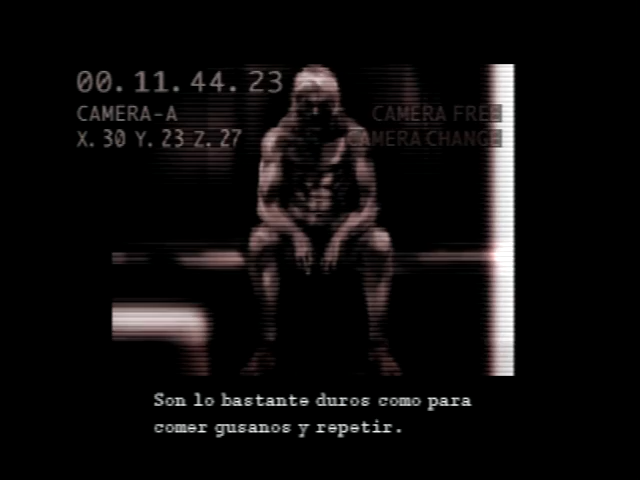 00.11.44.23
CAMERA-A
CAMERA FREE
X.30 Y.23 Z.27
CAMERA CHANGE
Son lo bastante duros como para
comer gusanos y repetir.